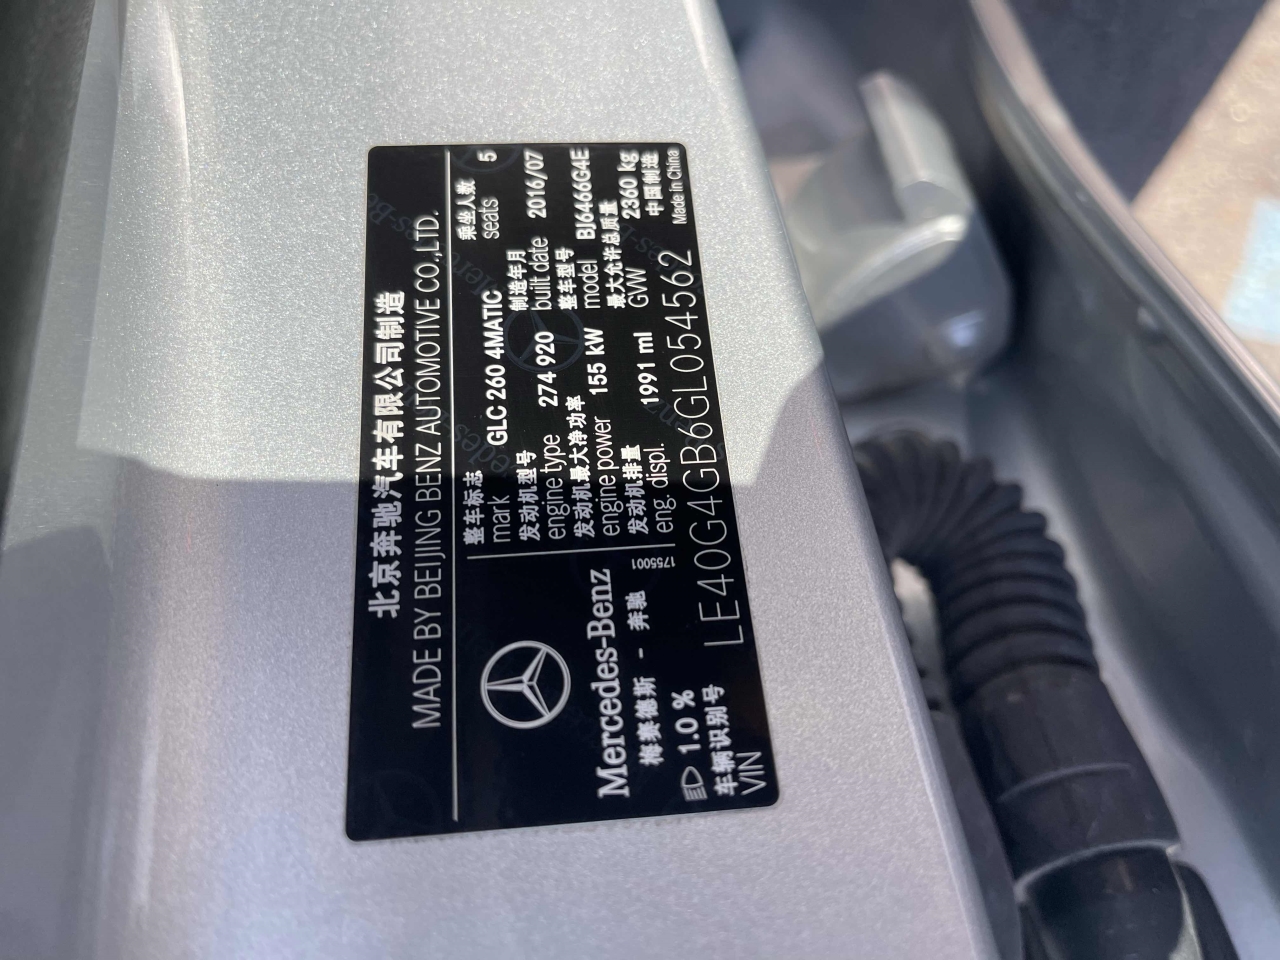 北京奔驰汽车有限公司制造
MADE BY BEIJING BENZ AUTOMOTIVE CO.,LTD.
整车标志
mark GLC 260 4MATIC
乘坐人数
seats 5
发动机型号
engine type 274 920
制造年月
built date 2016/07
发动机最大净功率
engine power 155 kW
整车型号
model BJ6466G4E
发动机排量
eng. displ. 1991 ml
最大允许总质量
GVW 2360 kg
中国制造
Made in China
Mercedes-Benz
梅赛德斯 - 奔驰
1755001
1.0 %
车辆识别号
VIN LE40G4GB6GL054562